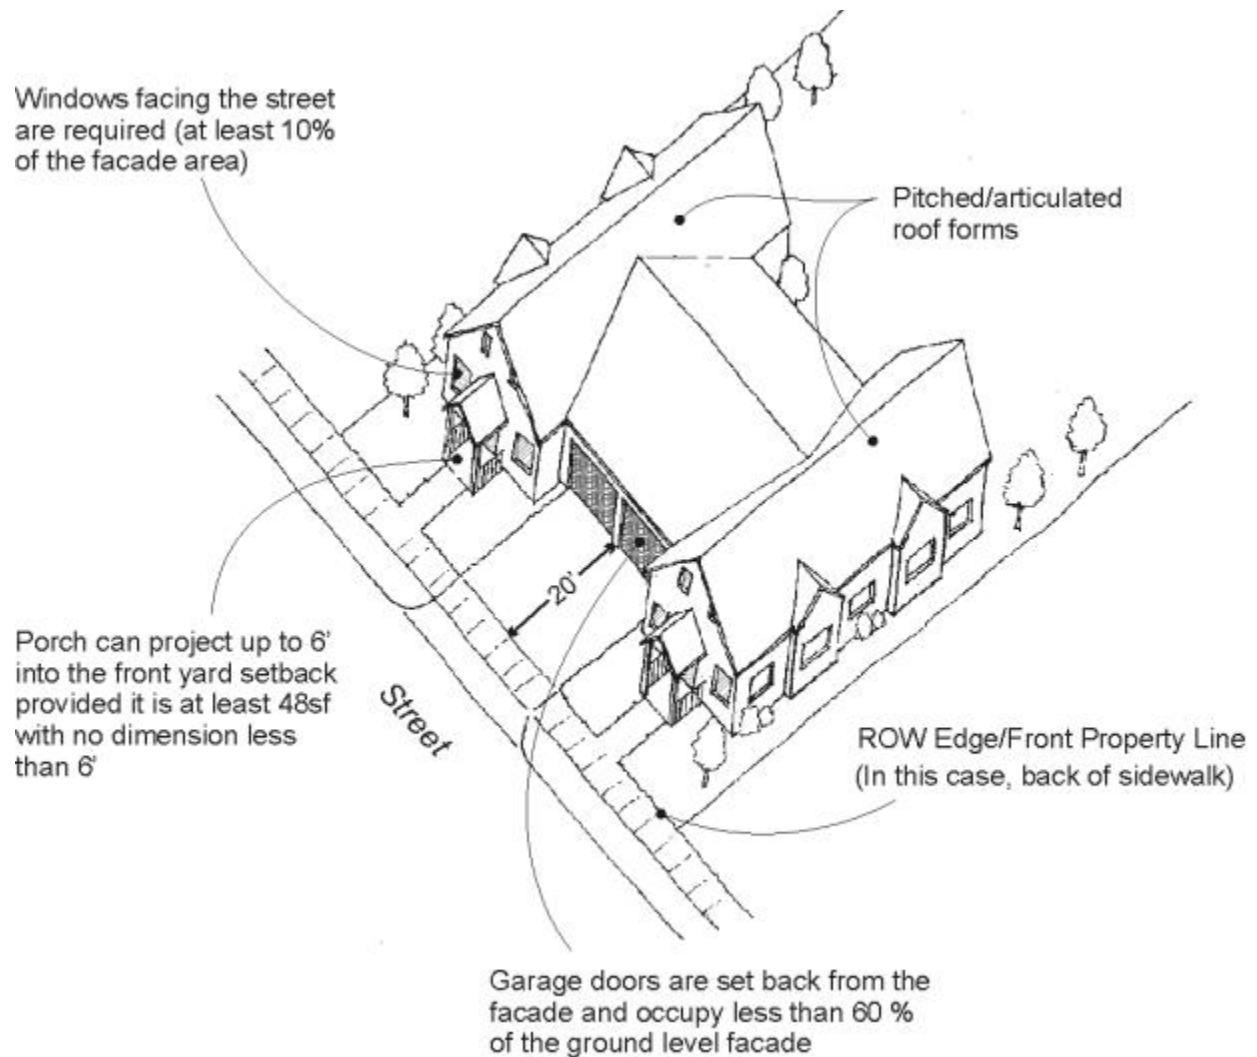 Windows facing the street
are required (at least 10%
of the facade area)
Pitched/articulated
roof forms
20'
Porch can project up to 6'
into the front yard setback
provided it is at least 48sf
with no dimension less
than 6'
Street
ROW Edge/Front Property Line
(In this case, back of sidewalk)
Garage doors are set back from the
facade and occupy less than 60 %
of the ground level facade